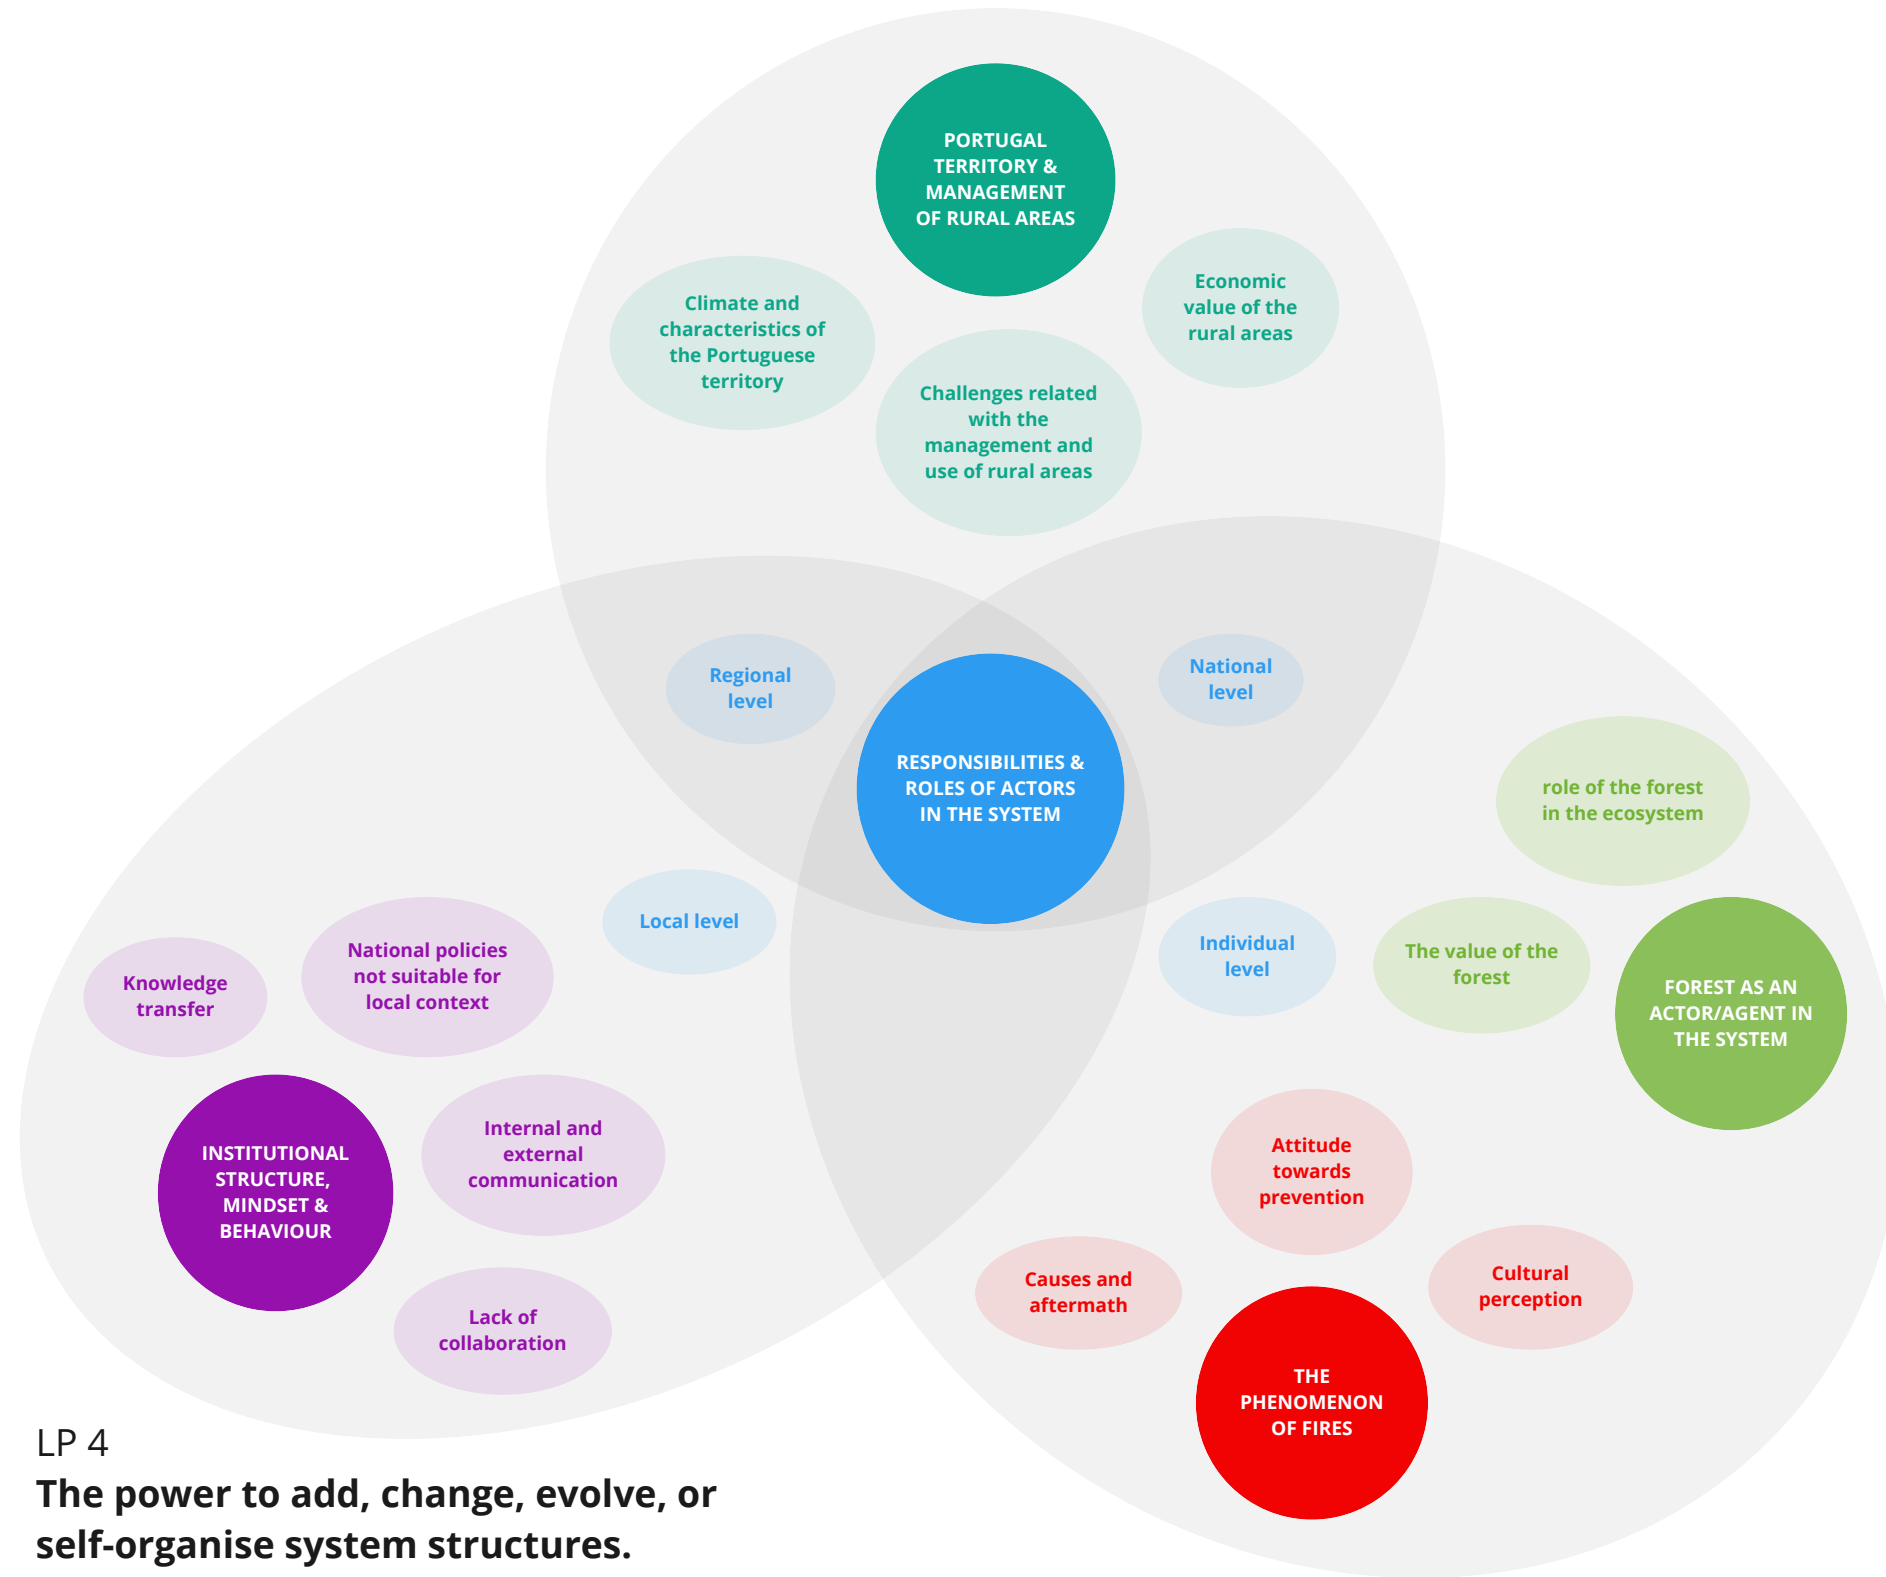 PORTUGAL
TERRITORY &
MANAGEMENT
OF RURAL AREAS
Climate and
characteristics of
the Portuguese
territory
Economic
value of the
rural areas
Challenges related
with the
management and
use of rural areas
Regional
level
National
level
RESPONSIBILITIES &
ROLES OF ACTORS
IN THE SYSTEM
role of the forest
in the ecosystem
Local level
Individual
level
The value of the
forest
FOREST AS AN
ACTOR/AGENT IN
THE SYSTEM
Knowledge
transfer
National policies
not suitable for
local context
INSTITUTIONAL
STRUCTURE,
MINDSET &
BEHAVIOUR
Internal and
external
communication
Lack of
collaboration
Attitude
towards
prevention
Causes and
aftermath
Cultural
perception
THE
PHENOMENON
OF FIRES
LP 4
The power to add, change, evolve, or
self-organise system structures.